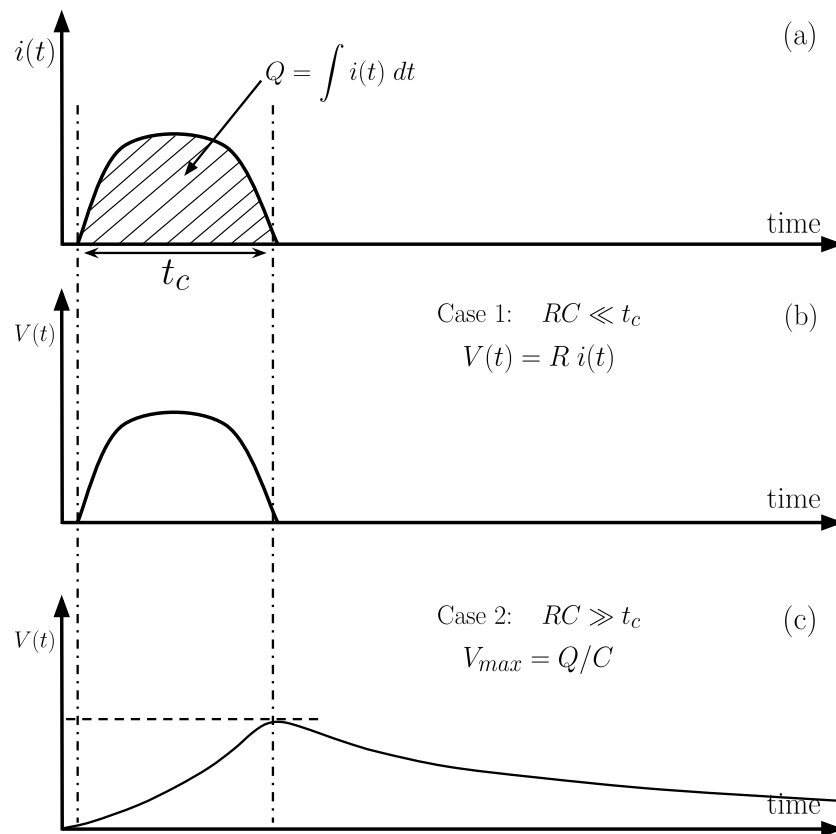 (a)
i(t)
Q = ∫ i(t) dt
time
t_c
Case 1: RC ≪ t_c
(b)
V(t)
V(t) = R i(t)
time
Case 2: RC ≫ t_c
(c)
V(t)
V_max = Q/C
time